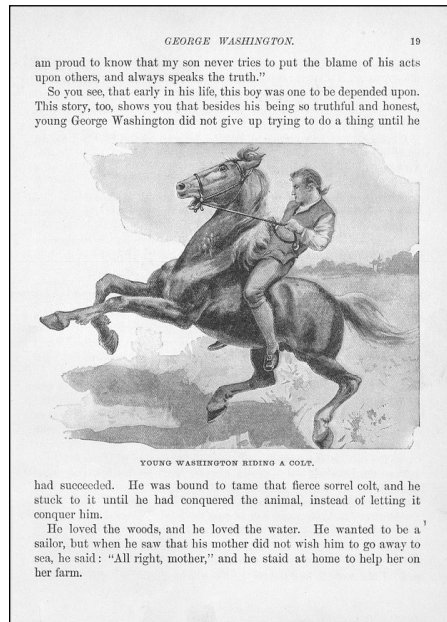 GEORGE WASHINGTON. 19
am proud to know that my son never tries to put the blame of his acts
upon others, and always speaks the truth."
So you see, that early in his life, this boy was one to be depended upon.
This story, too, shows you that besides his being so truthful and honest,
young George Washington did not give up trying to do a thing until he
YOUNG WASHINGTON RIDING A COLT.
had succeeded. He was bound to tame that fierce sorrel colt, and he
stuck to it until he had conquered the animal, instead of letting it
conquer him.
He loved the woods, and he loved the water. He wanted to be a
sailor, but when he saw that his mother did not wish him to go away to
sea, he said: "All right, mother," and he staid at home to help her on
her farm.